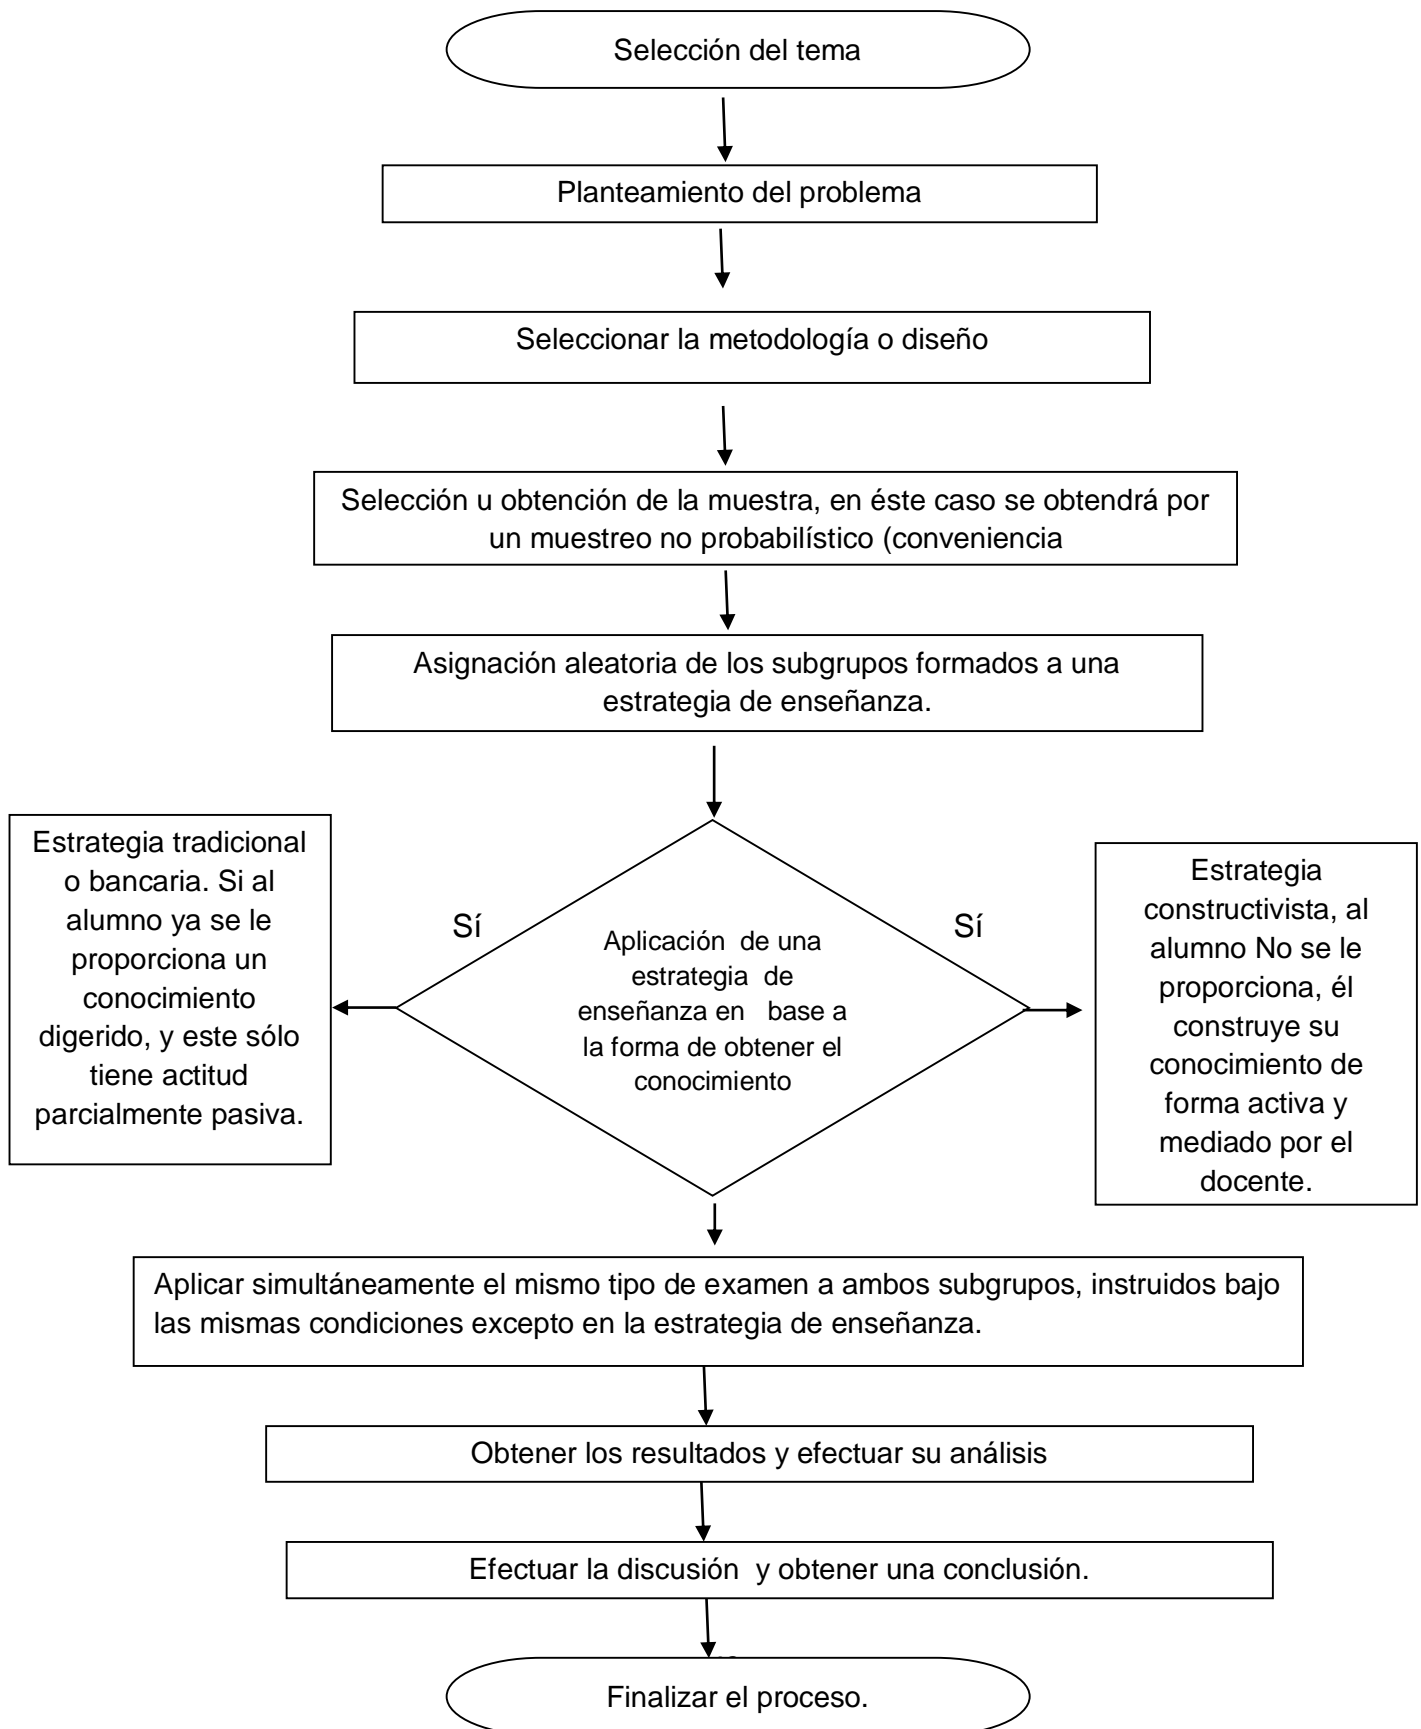 Selección del tema
Planteamiento del problema
Seleccionar la metodología o diseño
Selección u obtención de la muestra, en éste caso se obtendrá por
un muestreo no probabilístico (conveniencia
Asignación aleatoria de los subgrupos formados a una
estrategia de enseñanza.
Estrategia tradicional
o bancaria. Si al
alumno ya se le
proporciona un
conocimiento
digerido, y este sólo
tiene actitud
parcialmente pasiva.
Sí
Aplicación de una
estrategia de
enseñanza en base a
la forma de obtener el
conocimiento
Sí
Estrategia
constructivista, al
alumno No se le
proporciona, él
construye su
conocimiento de
forma activa y
mediado por el
docente.
Aplicar simultáneamente el mismo tipo de examen a ambos subgrupos, instruidos bajo
las mismas condiciones excepto en la estrategia de enseñanza.
Obtener los resultados y efectuar su análisis
Efectuar la discusión y obtener una conclusión.
Finalizar el proceso.